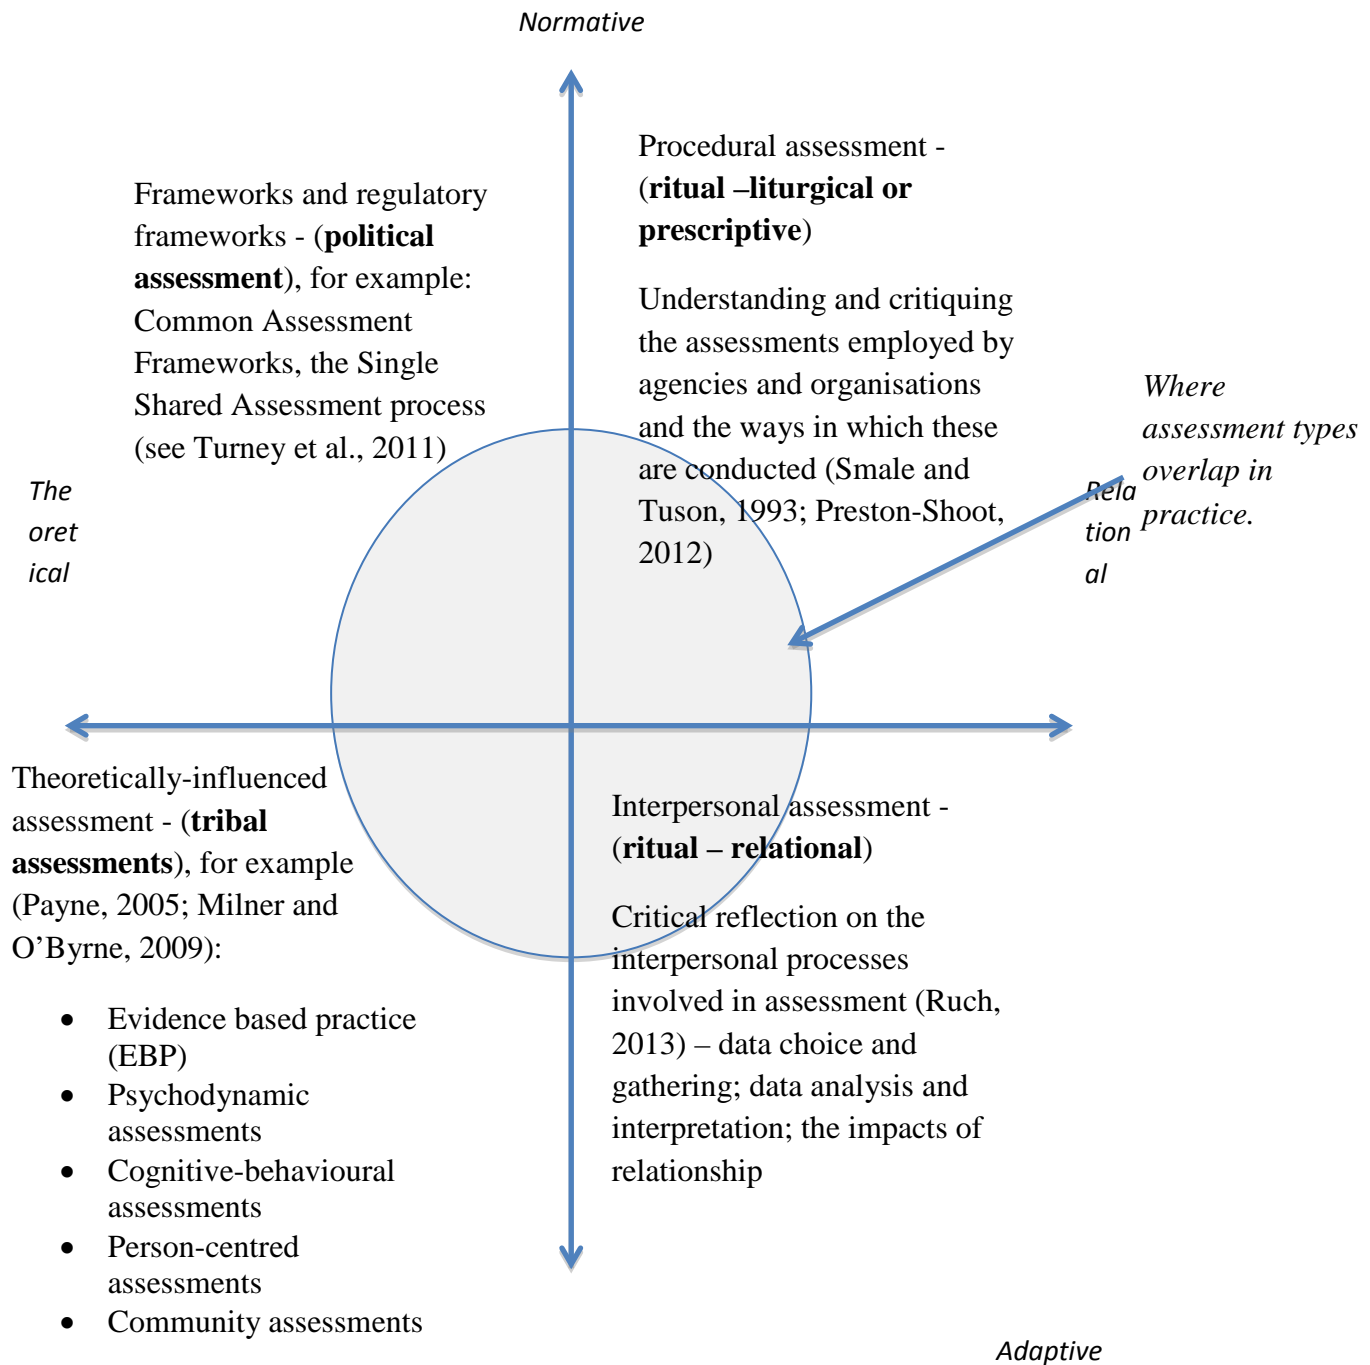 Normative
Frameworks and regulatory
frameworks - (political
assessment), for example:
Common Assessment
Frameworks, the Single
Shared Assessment process
(see Turney et al., 2011)
Procedural assessment -
(ritual –liturgical or
prescriptive)
Understanding and critiquing
the assessments employed by
agencies and organisations
and the ways in which these
are conducted (Smale and
Tuson, 1993; Preston-Shoot,
2012)
Where
assessment types
overlap in
practice.
The
oret
ical
Rela
tion
al
Theoretically-influenced
assessment - (tribal
assessments), for example
(Payne, 2005; Milner and
O’Byrne, 2009):
• Evidence based practice
(EBP)
• Psychodynamic
assessments
• Cognitive-behavioural
assessments
• Person-centred
assessments
• Community assessments
Interpersonal assessment -
(ritual – relational)
Critical reflection on the
interpersonal processes
involved in assessment (Ruch,
2013) – data choice and
gathering; data analysis and
interpretation; the impacts of
relationship
Adaptive